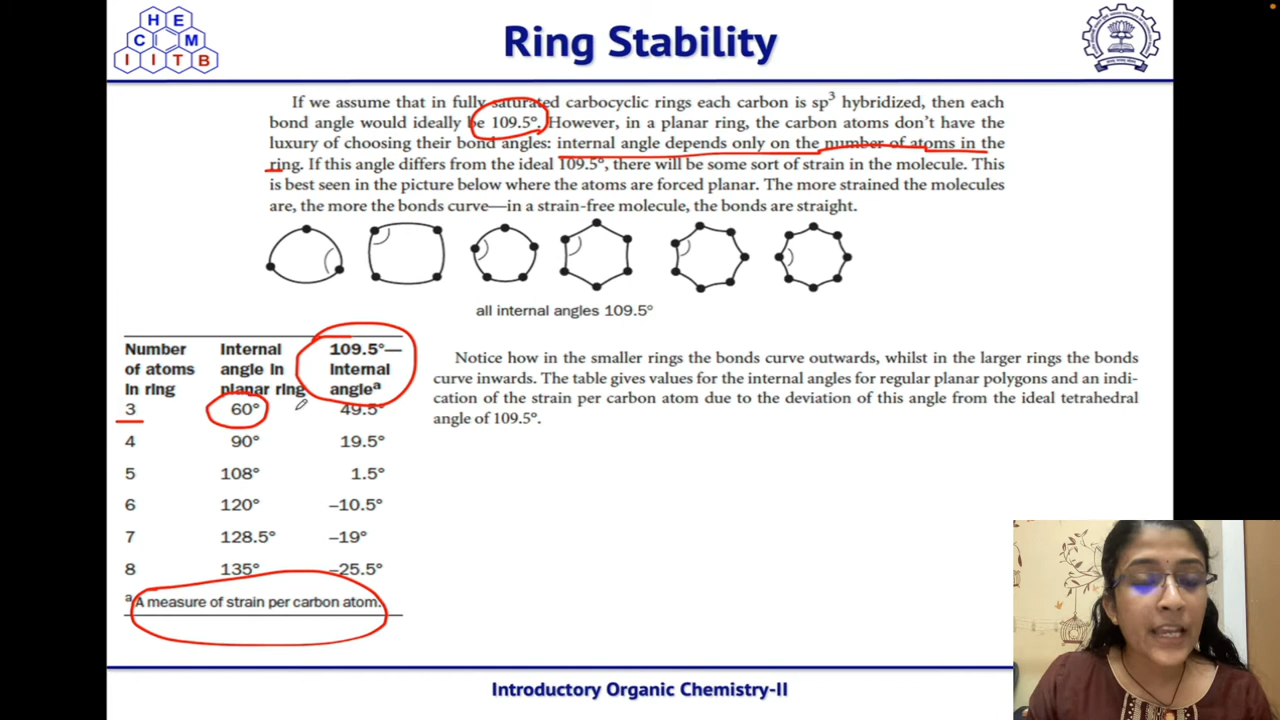 H E
C M
I I T B
Ring Stability
If we assume that in fully saturated carbocyclic rings each carbon is sp3 hybridized, then each
bond angle would ideally be 109.5°. However, in a planar ring, the carbon atoms don't have the
luxury of choosing their bond angles: internal angle depends only on the number of atoms in the
ring. If this angle differs from the ideal 109.5°, there will be some sort of strain in the molecule. This
is best seen in the picture below where the atoms are forced planar. The more strained the molecules
are, the more the bonds curve—in a strain-free molecule, the bonds are straight.
all internal angles 109.5°
Number Internal 109.5°—
of atoms angle in Internal
in ring planar ring angleª
3 60° 49.5°
4 90° 19.5°
5 108° 1.5°
6 120° –10.5°
7 128.5° –19°
8 135° –25.5°
ªA measure of strain per carbon atom.
Notice how in the smaller rings the bonds curve outwards, whilst in the larger rings the bonds
curve inwards. The table gives values for the internal angles for regular planar polygons and an indi-
cation of the strain per carbon atom due to the deviation of this angle from the ideal tetrahedral
angle of 109.5°.
Introductory Organic Chemistry-II